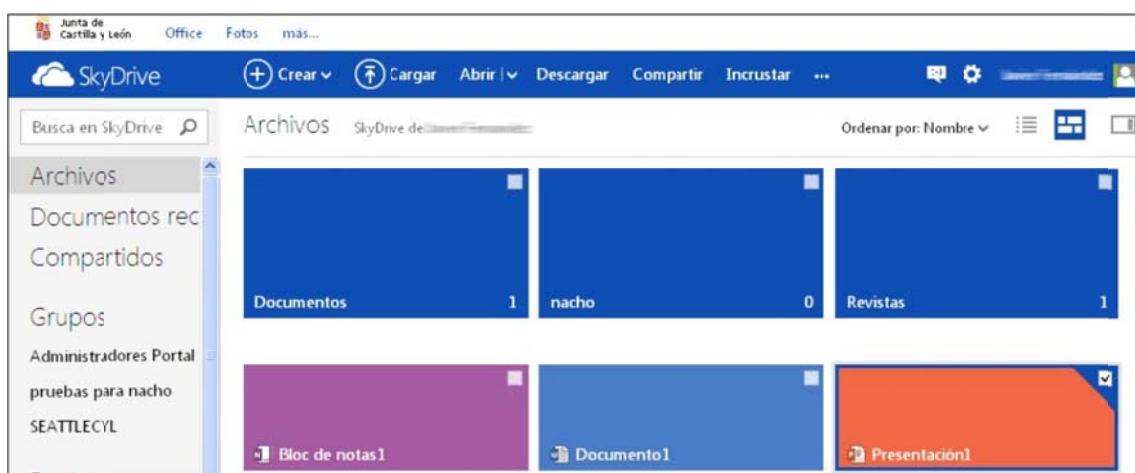 Junta de
Castilla y León Office Fotos más...
SkyDrive Crear Cargar Abrir Descargar Compartir Incrustar ...
Busca en SkyDrive Archivos SkyDrive de Ordenar por: Nombre
Archivos
Documentos rec
Compartidos
Documentos 1 nacho 0 Revistas 1
Grupos
Administradores Portal
pruebas para nacho
SEATTLECYL
Bloc de notas1 Documento1 Presentación1